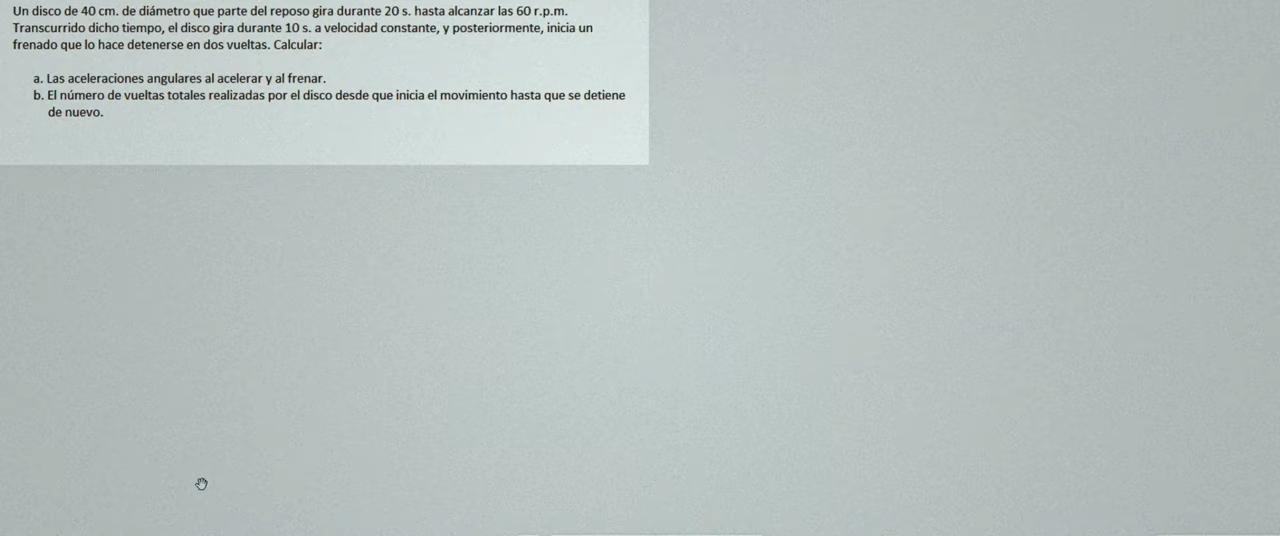 Un disco de 40 cm. de diámetro que parte del reposo gira durante 20 s. hasta alcanzar las 60 r.p.m.
Transcurrido dicho tiempo, el disco gira durante 10 s. a velocidad constante, y posteriormente, inicia un
frenado que lo hace detenerse en dos vueltas. Calcular:
a. Las aceleraciones angulares al acelerar y al frenar.
b. El número de vueltas totales realizadas por el disco desde que inicia el movimiento hasta que se detiene
de nuevo.